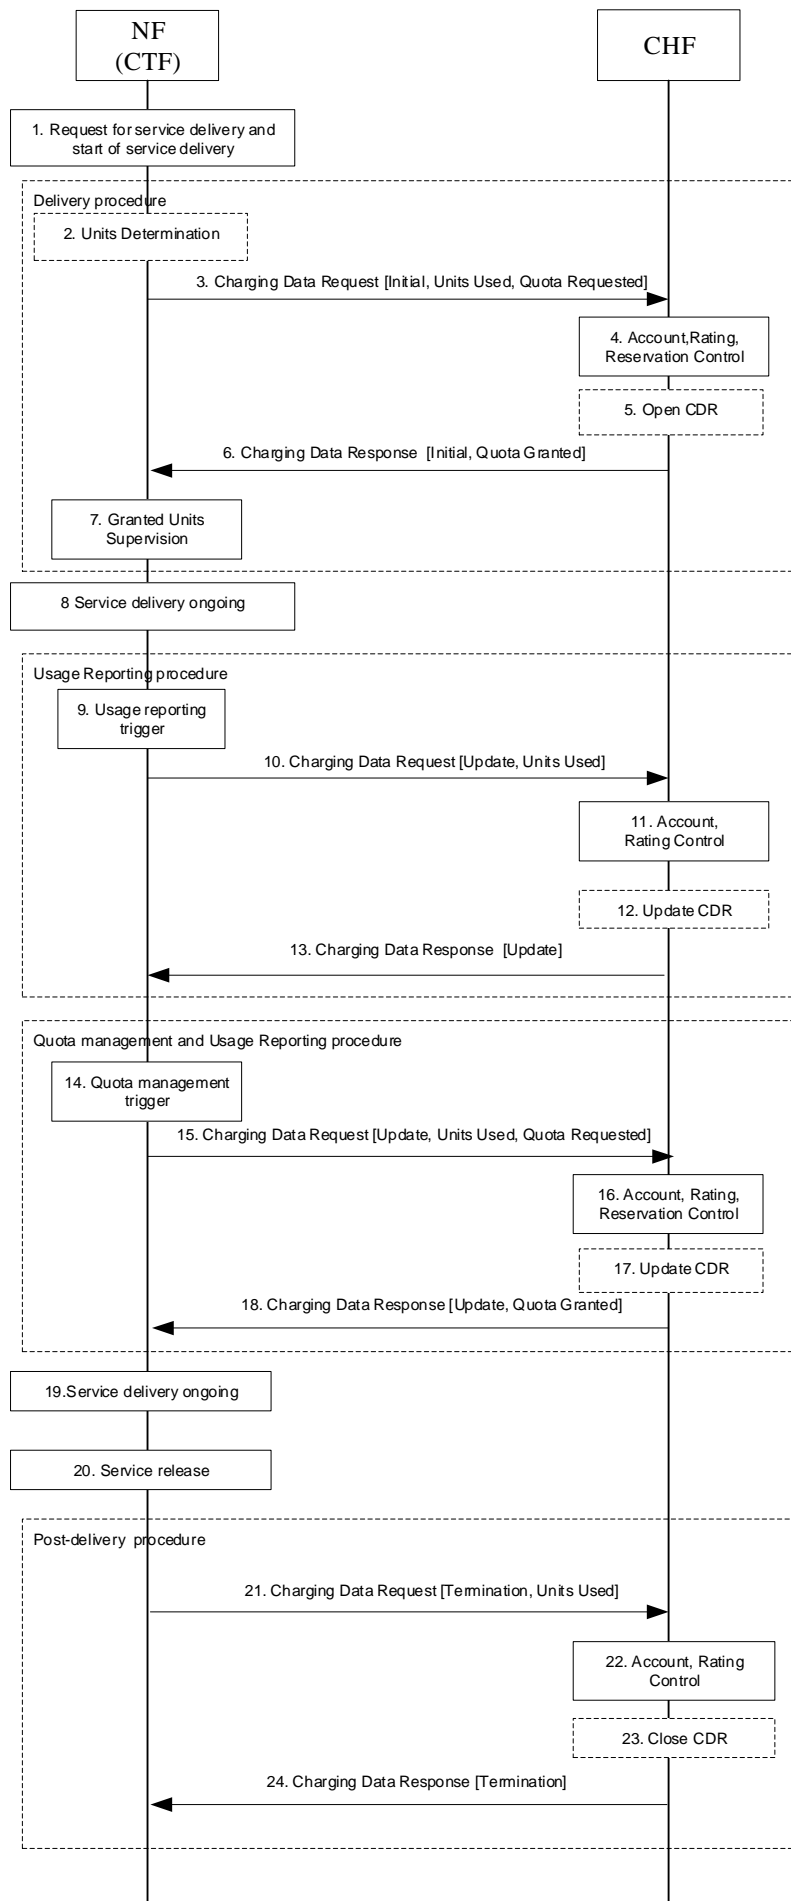 NF
(CTF)
CHF
1. Request for service delivery and
start of service delivery
Delivery procedure
2. Units Determination
3. Charging Data Request [Initial, Units Used, Quota Requested]
4. Account,Rating,
Reservation Control
5. Open CDR
6. Charging Data Response [Initial, Quota Granted]
7. Granted Units
Supervision
8 Service delivery ongoing
Usage Reporting procedure
9. Usage reporting
trigger
10. Charging Data Request [Update, Units Used]
11. Account,
Rating Control
12. Update CDR
13. Charging Data Response [Update]
Quota management and Usage Reporting procedure
14. Quota management
trigger
15. Charging Data Request [Update, Units Used, Quota Requested]
16. Account, Rating,
Reservation Control
17. Update CDR
18. Charging Data Response [Update, Quota Granted]
19.Service delivery ongoing
20. Service release
Post-delivery procedure
21. Charging Data Request [Termination, Units Used]
22. Account, Rating
Control
23. Close CDR
24. Charging Data Response [Termination]